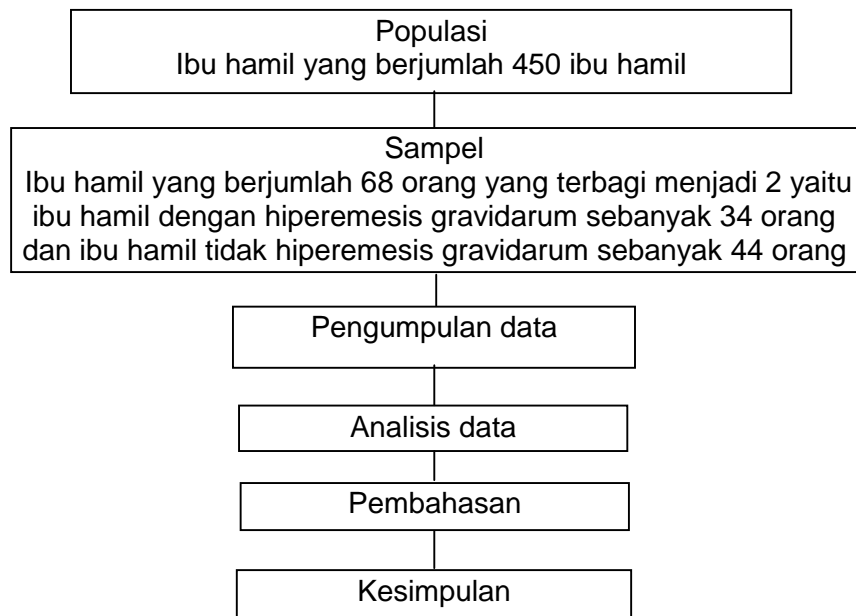 Populasi
Ibu hamil yang berjumlah 450 ibu hamil
Sampel
Ibu hamil yang berjumlah 68 orang yang terbagi menjadi 2 yaitu
ibu hamil dengan hiperemesis gravidarum sebanyak 34 orang
dan ibu hamil tidak hiperemesis gravidarum sebanyak 44 orang
Pengumpulan data
Analisis data
Pembahasan
Kesimpulan